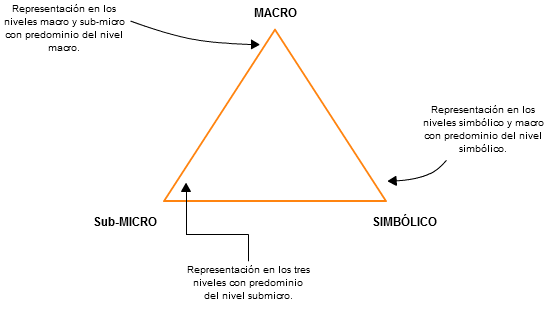 MACRO
Representación en los
niveles macro y sub-micro
con predominio del nivel
macro.
Representación en los
niveles simbólico y macro
con predominio del nivel
simbólico.
Sub-MICRO
SIMBÓLICO
Representación en los tres
niveles con predominio
del nivel submicro.